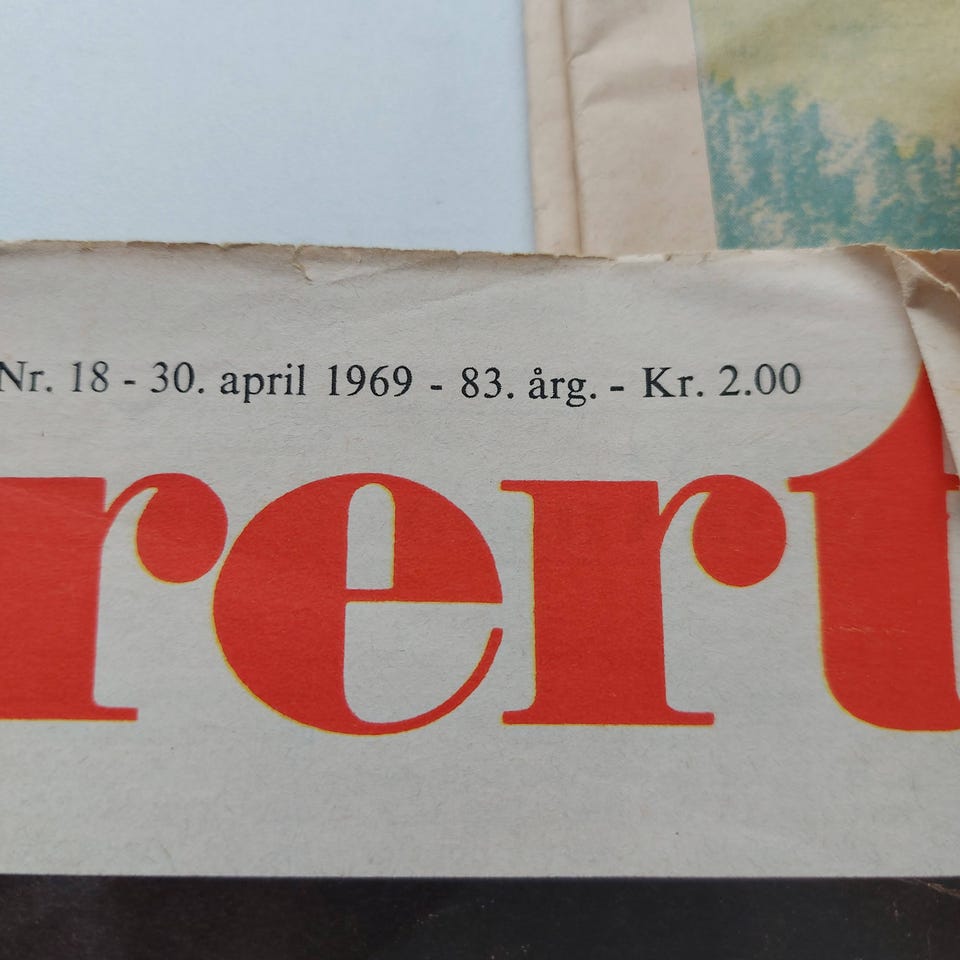 Nr. 18 - 30. april 1969 - 83. årg. - Kr. 2.00
rert